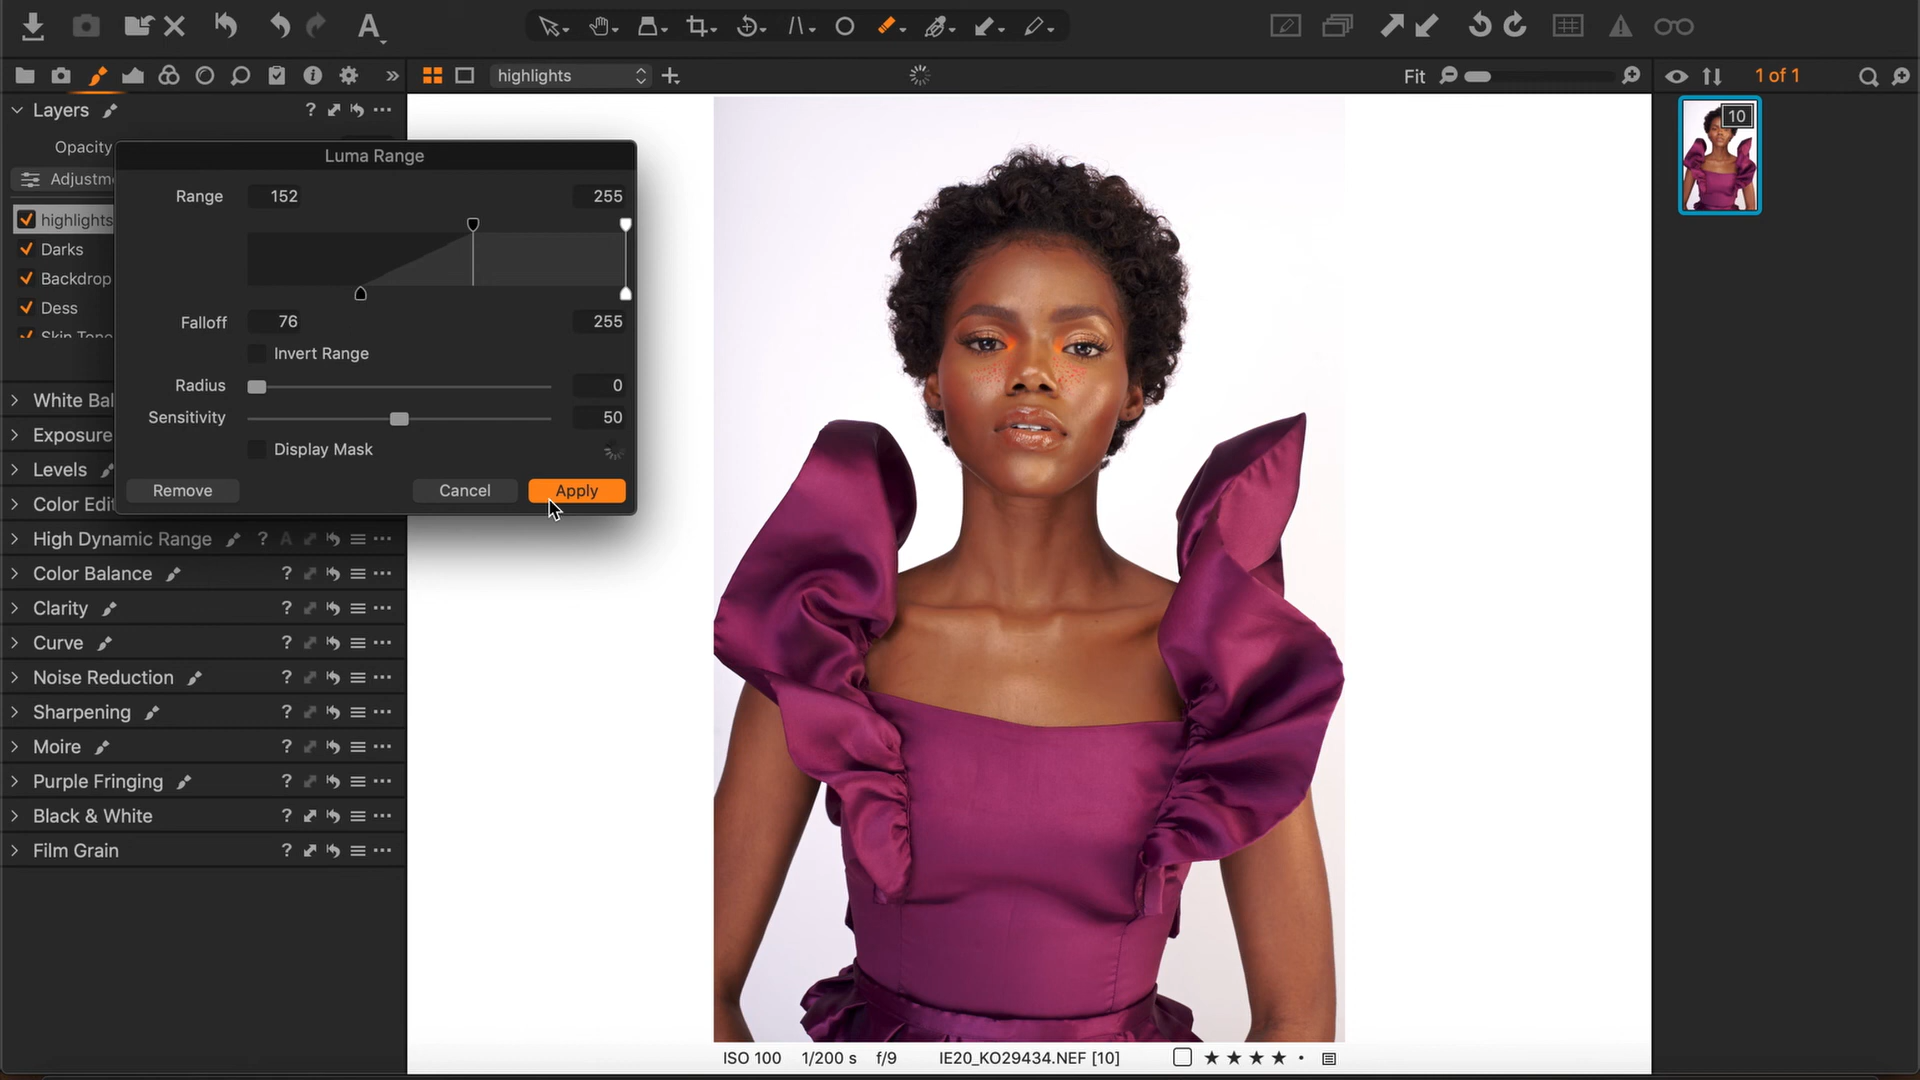 A
highlights
Fit
1 of 1
Layers
?
10
Opacity
Luma Range
Adjustm
Range 152 255
highlights
Darks
Backdrop
Dess
Skin Tone
Falloff 76 255
Invert Range
Radius 0
Sensitivity 50
Display Mask
Remove Cancel Apply
White Bal
Exposure
Levels
Color Edi
High Dynamic Range ? A
Color Balance ?
Clarity ?
Curve ?
Noise Reduction ?
Sharpening ?
Moire ?
Purple Fringing ?
Black & White ?
Film Grain ?
ISO 100 1/200 s f/9 IE20_KO29434.NEF [10]